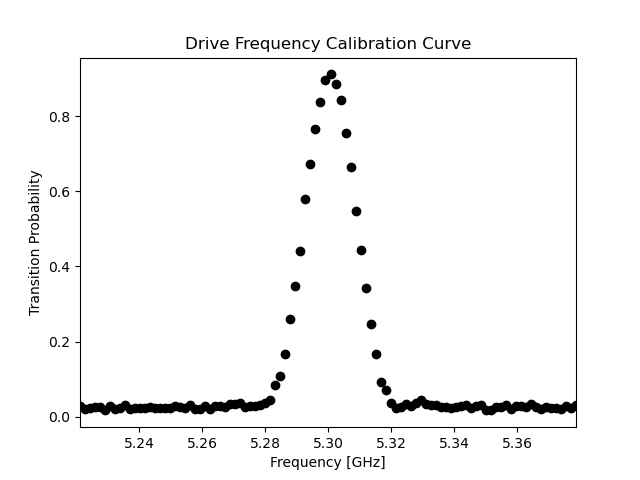 Drive Frequency Calibration Curve
Transition Probability
0.8
0.6
0.4
0.2
0.0
5.24 5.26 5.28 5.30 5.32 5.34 5.36
Frequency [GHz]